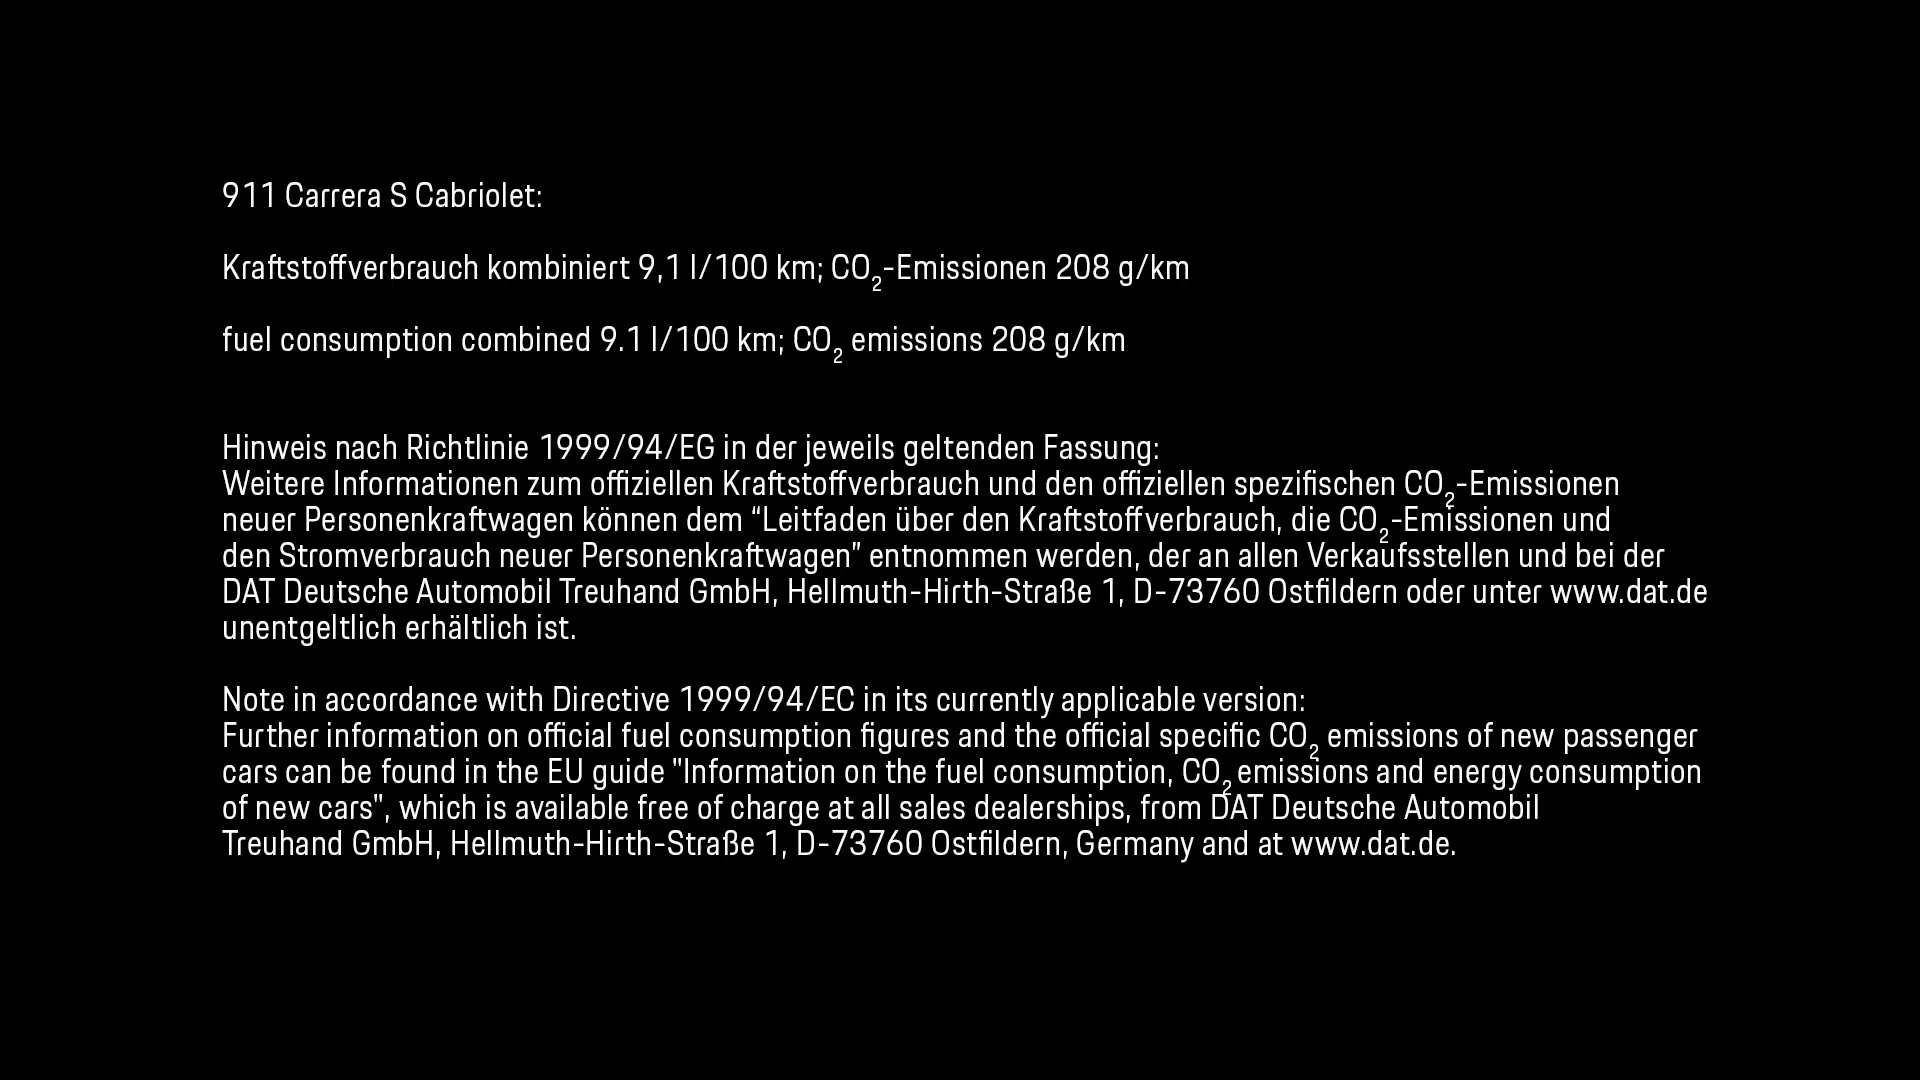 911 Carrera S Cabriolet:
Kraftstoffverbrauch kombiniert 9,1 l/100 km; CO₂-Emissionen 208 g/km
fuel consumption combined 9.1 l/100 km; CO₂ emissions 208 g/km
Hinweis nach Richtlinie 1999/94/EG in der jeweils geltenden Fassung:
Weitere Informationen zum offiziellen Kraftstoffverbrauch und den offiziellen spezifischen CO₂-Emissionen
neuer Personenkraftwagen können dem “Leitfaden über den Kraftstoffverbrauch, die CO₂-Emissionen und
den Stromverbrauch neuer Personenkraftwagen” entnommen werden, der an allen Verkaufsstellen und bei der
DAT Deutsche Automobil Treuhand GmbH, Hellmuth-Hirth-Straße 1, D-73760 Ostfildern oder unter www.dat.de
unentgeltlich erhältlich ist.
Note in accordance with Directive 1999/94/EC in its currently applicable version:
Further information on official fuel consumption figures and the official specific CO₂ emissions of new passenger
cars can be found in the EU guide "Information on the fuel consumption, CO₂ emissions and energy consumption
of new cars", which is available free of charge at all sales dealerships, from DAT Deutsche Automobil
Treuhand GmbH, Hellmuth-Hirth-Straße 1, D-73760 Ostfildern, Germany and at www.dat.de.